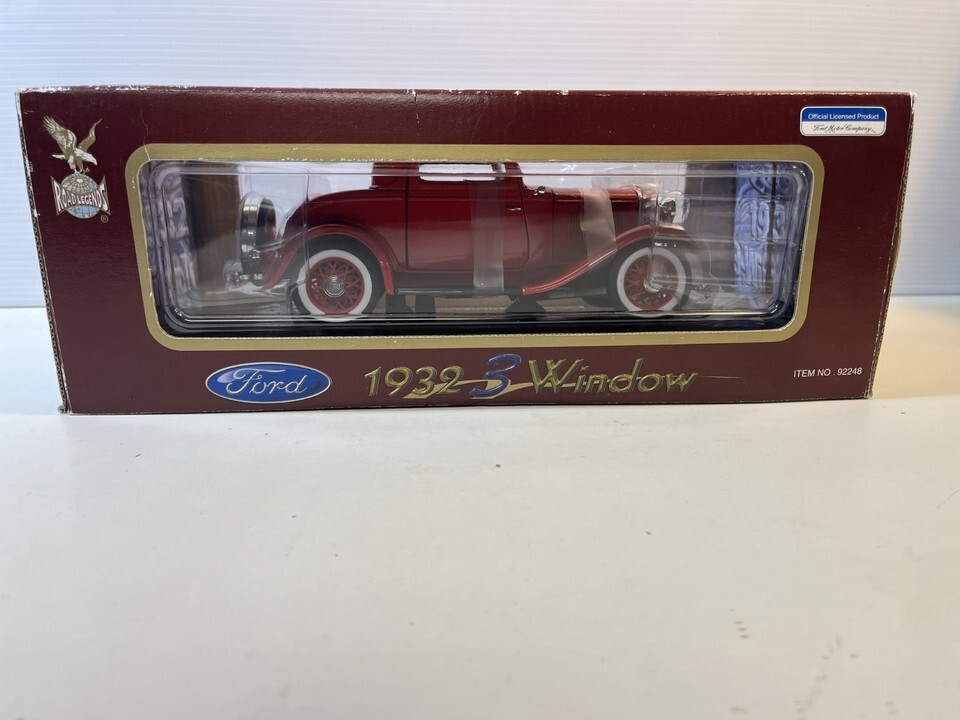 Official Licensed Product
Ford Motor Company
ROAD LEGENDS
®
Ford
1932 3 Window
ITEM NO . 92248